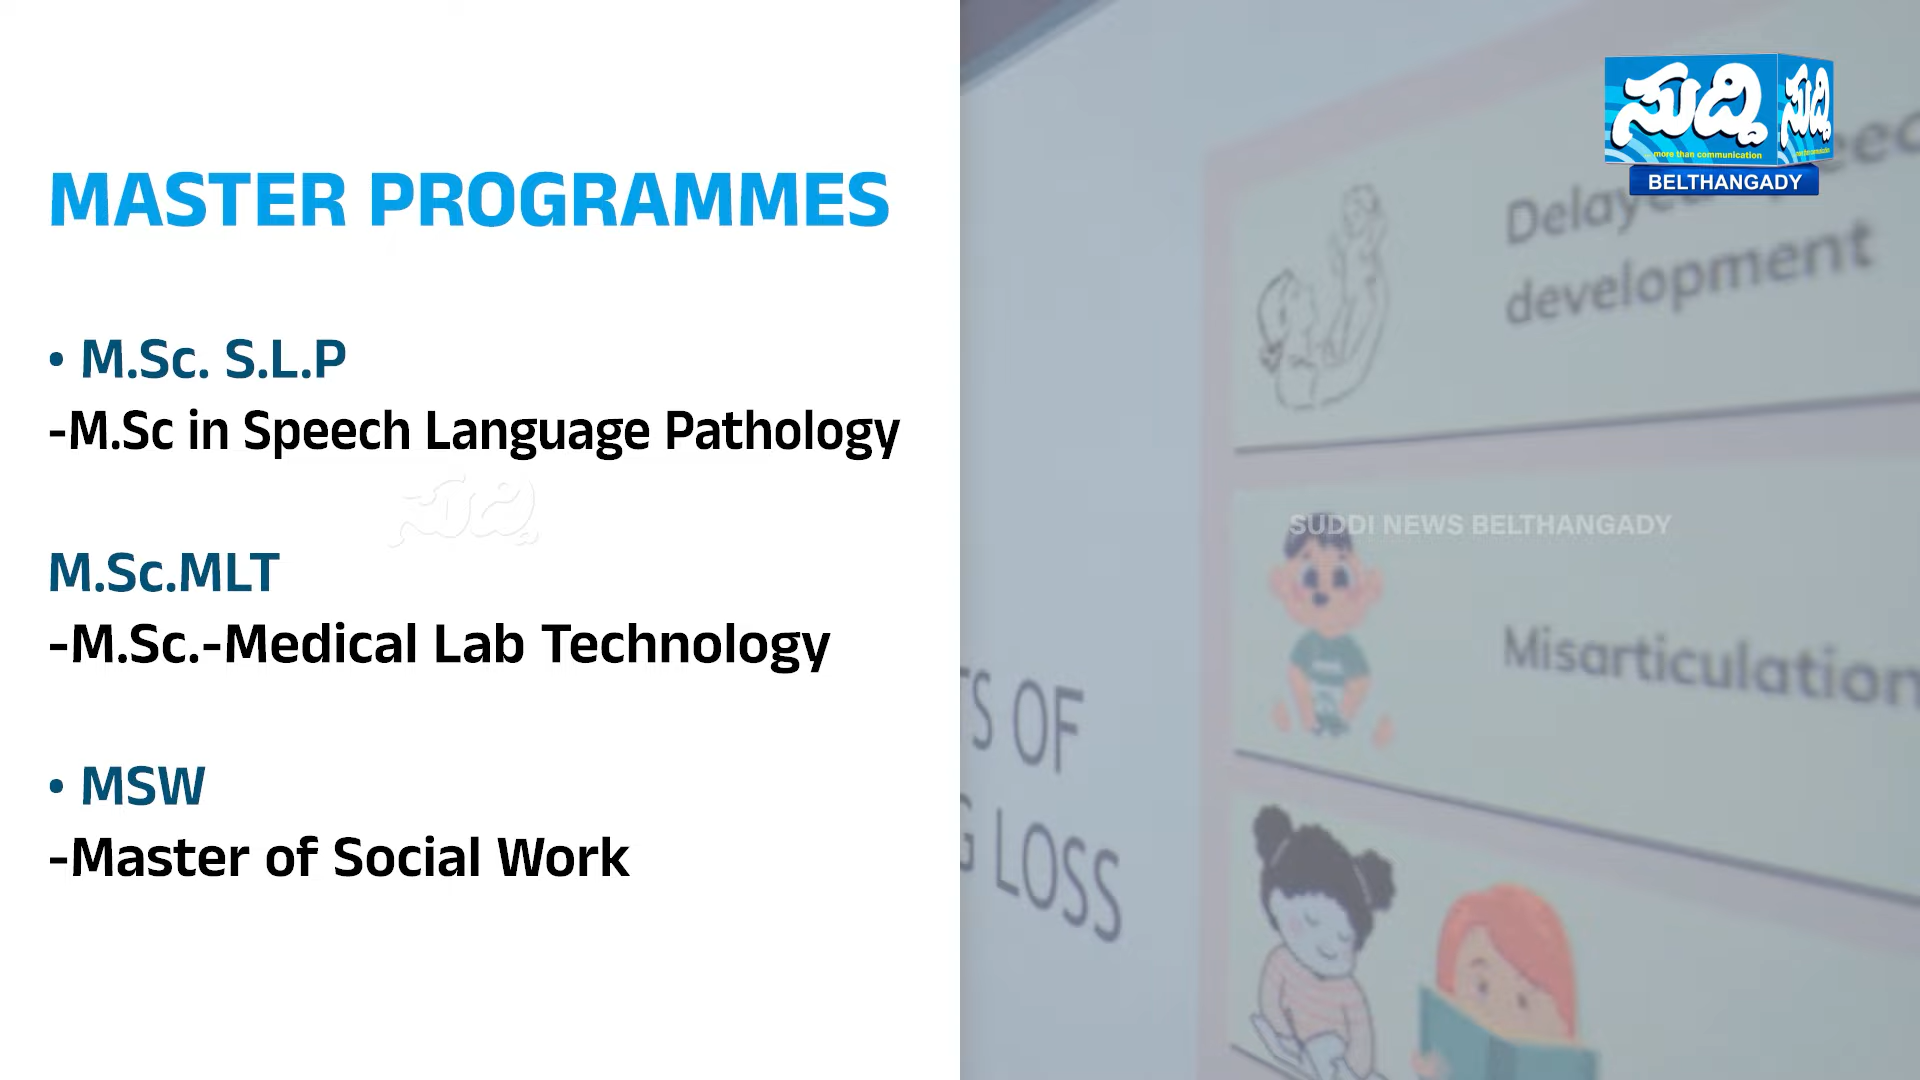 MASTER PROGRAMMES
• M.Sc. S.L.P
-M.Sc in Speech Language Pathology
ಸುದ್ದಿ
M.Sc.MLT
-M.Sc.-Medical Lab Technology
• MSW
-Master of Social Work
ಸುದ್ದಿ ಸುದ್ದಿ
more than communication
BELTHANGADY
Delayed
development
SUDDI NEWS BELTHANGADY
Misarticulation
OF
LOSS